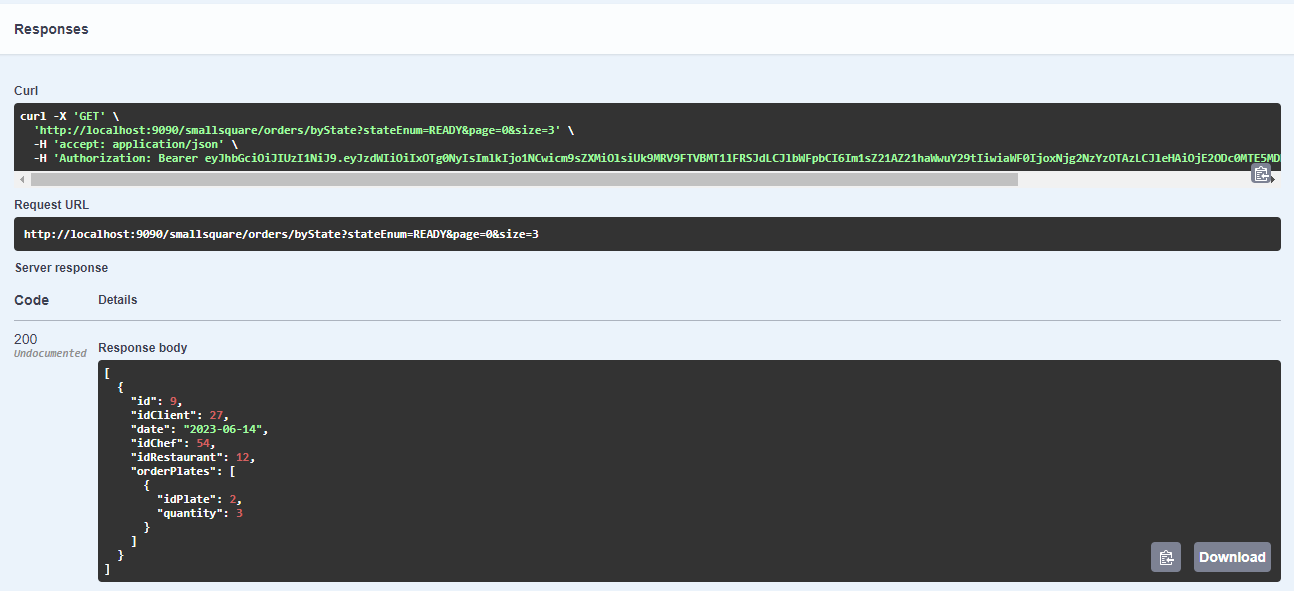 Responses
Curl
curl -X 'GET' \
'http://localhost:9090/smallsquare/orders/byState?stateEnum=READY&page=0&size=3' \
-H 'accept: application/json' \
-H 'Authorization: Bearer
Request URL
http://localhost:9090/smallsquare/orders/byState?stateEnum=READY&page=0&size=3
Server response
Code Details
200
Undocumented
Response body
[
{
"id": 9,
"idClient": 27,
"date": "2023-06-14",
"idChef": 54,
"idRestaurant": 12,
"orderPlates": [
{
"idPlate": 2,
"quantity": 3
}
]
}
]
Download